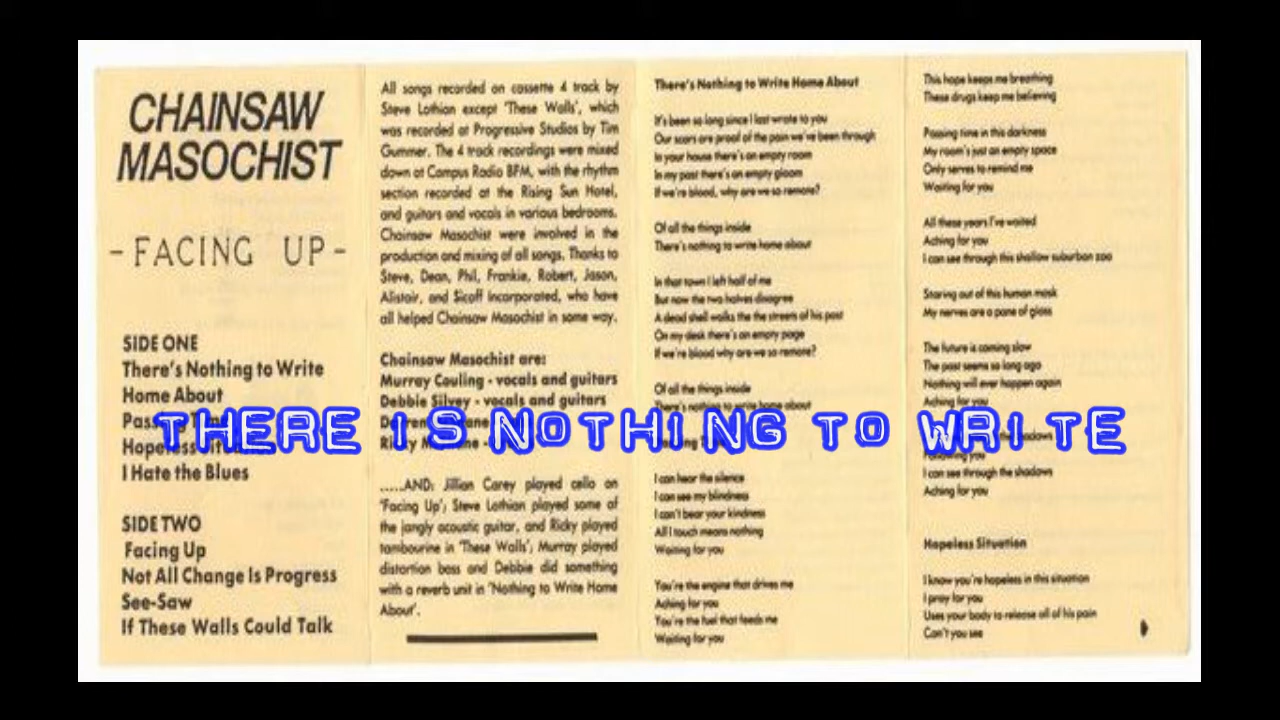 CHAINSAW
MASOCHIST
-FACING UP-
SIDE ONE
There's Nothing to Write
Home About
I Hate the Blues
SIDE TWO
Facing Up
Not All Change Is Progress
See-Saw
If These Walls Could Talk
All songs recorded on cassette 4 track by
Steve Lothian except 'These Walls', which
was recorded at Progressive Studios by Tim
Gummer. The 4 track recordings were mixed
down at Campus Radio BFM, with the rhythm
section recorded at the Rising Sun Hotel,
and guitars and vocals in various bedrooms.
Chainsaw Masochist were involved in the
production and mixing of all songs. Thanks to
Steve, Dean, Phil, Frankie, Robert, Jason,
Alistair, and Sicoff Incorporated, who have
all helped Chainsaw Masochist in some way.
Chainsaw Masochist are:
Murray Couling - vocals and guitars
Debbie Silvey - vocals and guitars
.....AND: Jillian Carey played cello on
'Facing Up'; Steve Lothian played some of
the jangly acoustic guitar, and Ricky played
tambourine in 'These Walls'; Murray played
distortion bass and Debbie did something
with a reverb unit in 'Nothing to Write Home
About'.
There's Nothing to Write Home About
It's been so long since I last wrote to you
Our scars are proof of the pain we've been through
In your house there's an empty room
In my past there's an empty gloom
If we're blood, why are we so remore?
Of all the things inside
There's nothing to write home about
In that town I left half of me
But now the two halves disagree
A dead shell walks the the streets of his past
On my desk there's an empty page
If we're blood why are we so remore?
Of all the things inside
There's nothing to write home about
I can hear the silence
I can see my blindness
I can't bear your kindness
All I touch means nothing
Waiting for you
You're the engine that drives me
Aching for you
You're the fuel that feeds me
Waiting for you
This hope keeps me breathing
These drugs keep me believing
Passing time in this darkness
My room's just an empty space
Only serves to remind me
Waiting for you
All these years I've waited
Aching for you
I can see through this shallow suburban zoo
Staring out of this human mask
My nerves are a pane of glass
The future is coming slow
The past seems so long ago
Nothing will ever happen again
Aching for you
Following you
I can see through the shadows
Aching for you
Hopeless Situation
I know you're hopeless in this situation
I pray for you
Uses your body to release all of his pain
Can't you see
THERE IS NOTHING TO WRITE